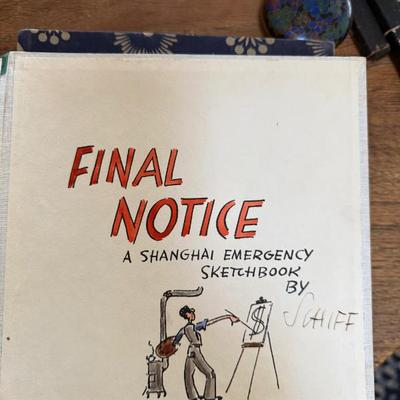 FINAL
NOTICE
A SHANGHAI EMERGENCY
SKETCHBOOK
BY
SCHIFF
$